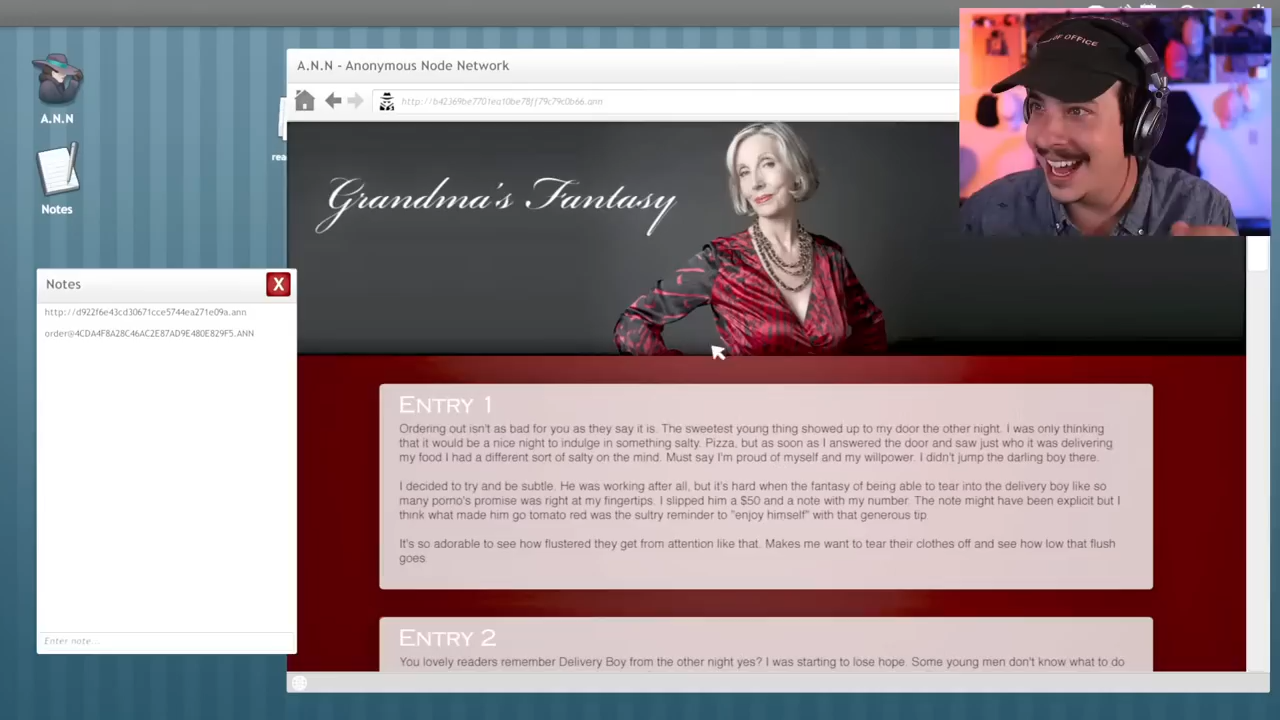 A.N.N
Notes
rea
A.N.N - Anonymous Node Network
http://b42369be7701ea10be78ff79c79c0b66.ann
OF OFFICE
Grandma's Fantasy
Notes
X
http://d922f6e43cd30671cce5744ea271e09a.ann
order@4CDA4F8A28C46AC2E87AD9E480E829F5.ANN
Enter note...
Entry 1
Ordering out isn't as bad for you as they say it is. The sweetest young thing showed up to my door the other night. I was only thinking
that it would be a nice night to indulge in something salty. Pizza, but as soon as I answered the door and saw just who it was delivering
my food I had a different sort of salty on the mind. Must say I'm proud of myself and my willpower. I didn't jump the darling boy there.
I decided to try and be subtle. He was working after all, but it's hard when the fantasy of being able to tear into the delivery boy like so
many porno's promise was right at my fingertips. I slipped him a $50 and a note with my number. The note might have been explicit but I
think what made him go tomato red was the sultry reminder to "enjoy himself" with that generous tip
It's so adorable to see how flustered they get from attention like that. Makes me want to tear their clothes off and see how low that flush
goes.
Entry 2
You lovely readers remember Delivery Boy from the other night yes? I was starting to lose hope. Some young men don't know what to do